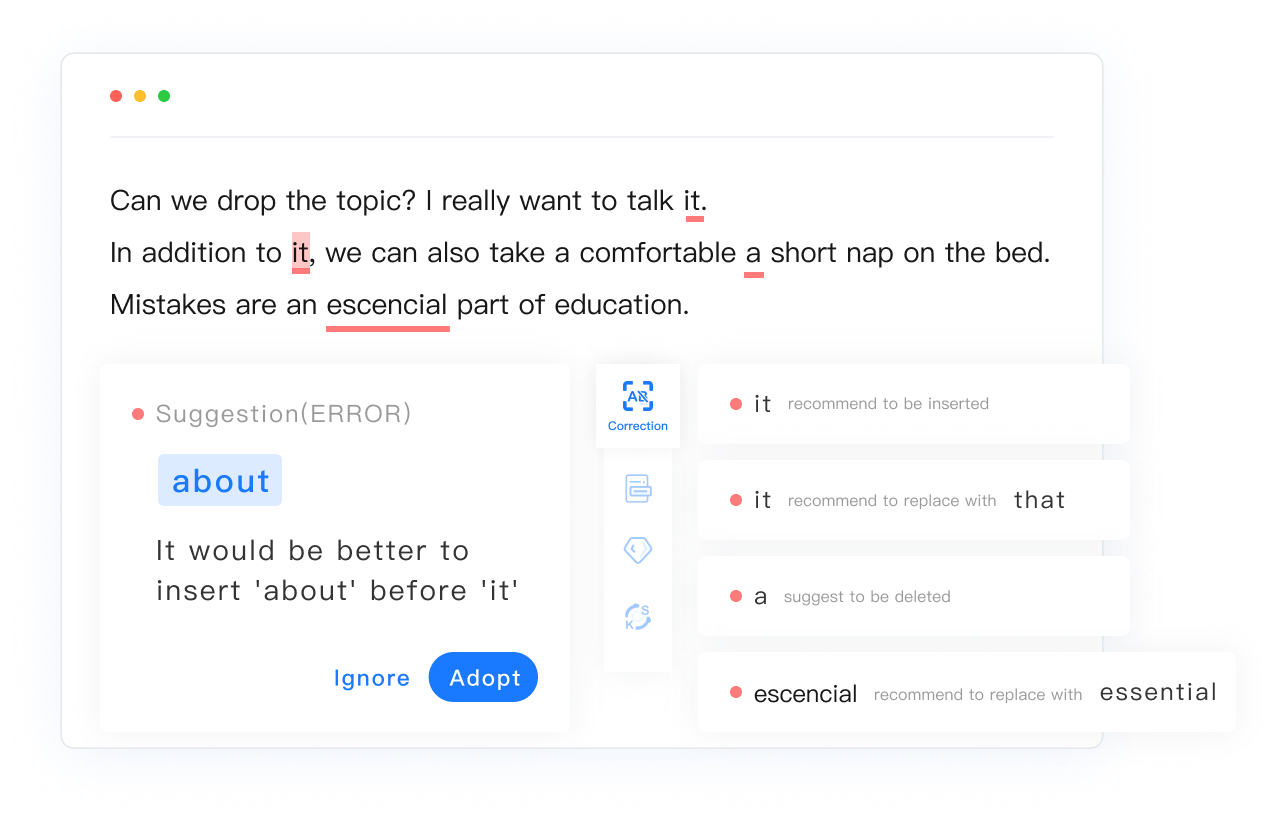 Can we drop the topic? I really want to talk it.
In addition to it, we can also take a comfortable a short nap on the bed.
Mistakes are an escencial part of education.
Suggestion(ERROR)
about
It would be better to
insert 'about' before 'it'
Ignore Adopt
AB
Correction
S
K
it recommend to be inserted
it recommend to replace with that
a suggest to be deleted
escencial recommend to replace with essential